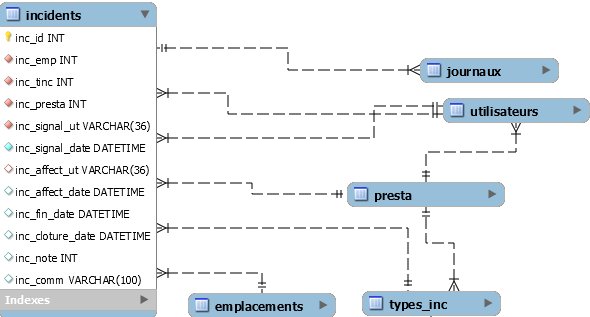 incidents
inc_id INT
inc_emp INT
inc_tinc INT
inc_presta INT
inc_signal_ut VARCHAR(36)
inc_signal_date DATETIME
inc_affect_ut VARCHAR(36)
inc_affect_date DATETIME
inc_fin_date DATETIME
inc_cloture_date DATETIME
inc_note INT
inc_comm VARCHAR(100)
Indexes
journaux
utilisateurs
presta
emplacements
types_inc